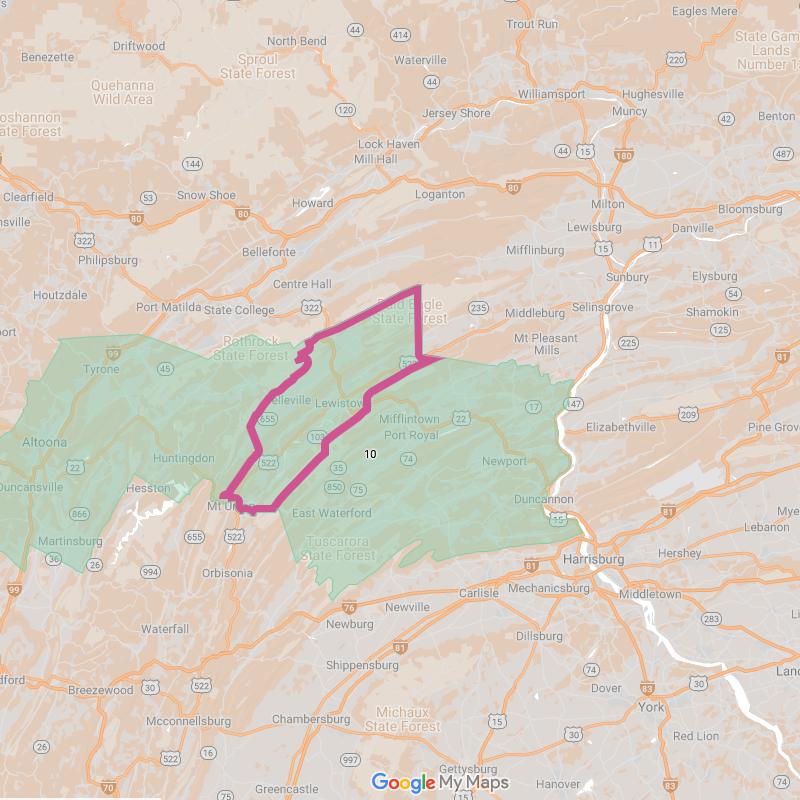 Eagles Mere
Trout Run
44
414
Driftwood
North Bend
State Gam
Lands
Number 1
Benezette
Sproul
State Forest
Waterville
220
44
Quehanna
Wild Area
Williamsport
Hughesville
120
Muncy
Jersey Shore
oshannon
tate Forest
42
Benton
Lock Haven
44
15
180
487
Mill Hall
144
Loganton
80
Clearfield
53
Snow Shoe
Howard
Milton
80
80
Bloomsburg
nsville
Lewisburg
Danville
322
15
11
Philipsburg
Bellefonte
Mifflinburg
Sunbury
Elysburg
Centre Hall
54
Houtzdale
Port Matilda
State College
322
Bald Eagle
State Forest
235
Middleburg
Selinsgrove
Shamokin
port
Rothrock
State Forest
Mt Pleasant
Mills
225
125
99
81
Tyrone
45
522
Belleville
Lewistown
17
147
655
Mifflintown
22
209
Elizabethville
Pine Grov
Altoona
103
Port Royal
22
Huntingdon
522
35
10
74
Newport
Duncansville
Hesston
850
75
Duncannon
866
Mt Union
East Waterford
15
81
Mye
Martinsburg
655
522
Tuscarora
State Forest
Lebanon
36
26
Harrisburg
Hershey
994
Orbisonia
81
99
Carlisle
Mechanicsburg
Middletown
76
Newville
283
Waterfall
Newburg
81
Dillsburg
Shippensburg
Lan
dford
74
30
Breezewood
30
522
Dover
83
Michaux
State Forest
York
Mcconnellsburg
Chambersburg
15
Red Lion
26
16
522
997
Gettysburg
70
Greencastle
Google My Maps
Hanover
83